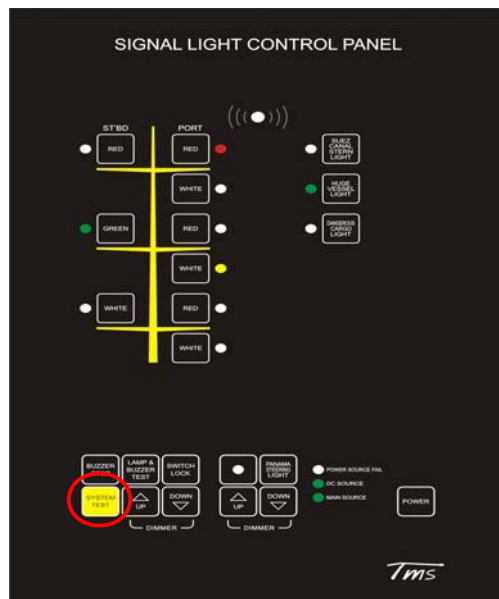 SIGNAL LIGHT CONTROL PANEL
ST'BD
PORT
RED
RED
SUEZ
CANAL
STERN
LIGHT
WHITE
HUGE
VESSEL
LIGHT
GREEN
RED
DANGEROUS
CARGO
LIGHT
WHITE
WHITE
RED
WHITE
BUZZER
LAMP &
BUZZER
TEST
SWITCH
LOCK
PANAMA
STEERING
LIGHT
POWER SOURCE FAIL
DC SOURCE
MAIN SOURCE
SYSTEM
TEST
UP
DOWN
UP
DOWN
POWER
DIMMER
DIMMER
Tms